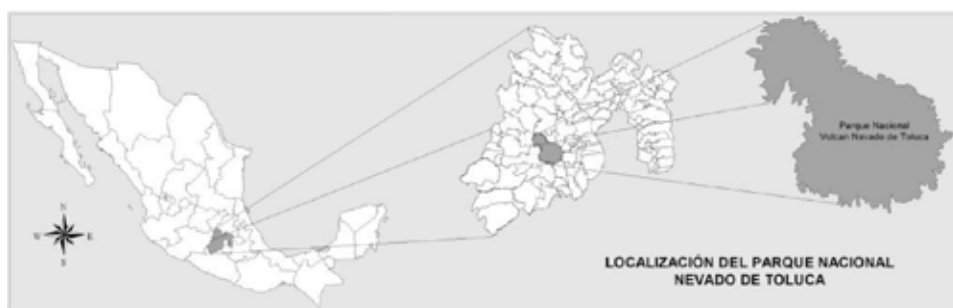 Parque Nacional
Volcan Nevado de Toluca
N
W E
S
LOCALIZACIÓN DEL PARQUE NACIONAL
NEVADO DE TOLUCA